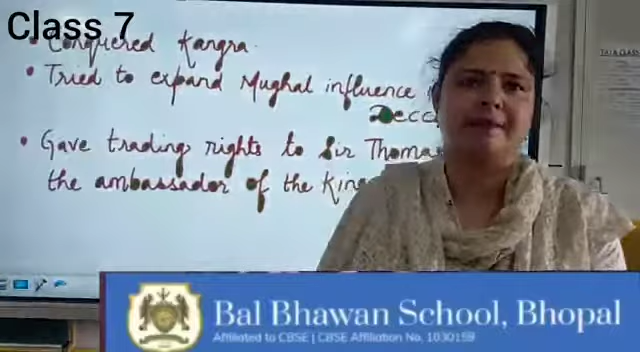 Class 7
• Conquered Kangra.
• Tried to expand Mughal influence
Decc
• Gave trading rights to Sir Thoma
the ambassador of the King
Bal Bhawan School, Bhopal
Affiliated to CBSE | CBSE Affiliation No. 1030159